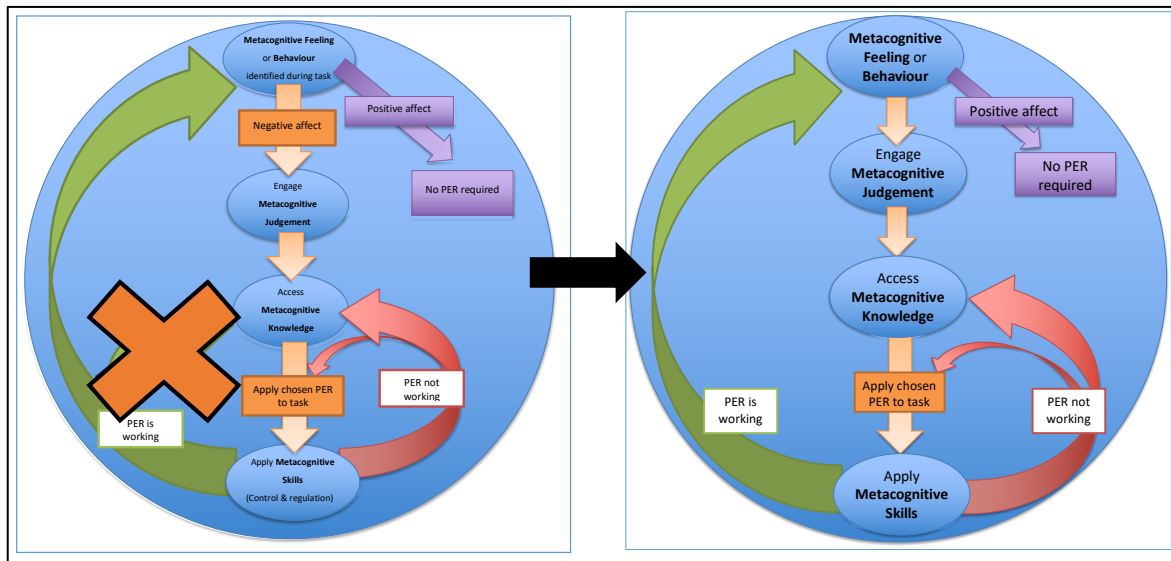 Metacognitive Feeling
or Behaviour
identified during task
Positive affect
Negative affect
No PER required
Engage
Metacognitive
Judgement
Access
Metacognitive
Knowledge
Apply chosen PER
to task
PER not
working
PER is
working
Apply Metacognitive
Skills
(Control & regulation)
Metacognitive
Feeling or
Behaviour
Positive affect
No PER
required
Engage
Metacognitive
Judgement
Access
Metacognitive
Knowledge
Apply chosen
PER to task
PER is
working
PER not
working
Apply
Metacognitive
Skills